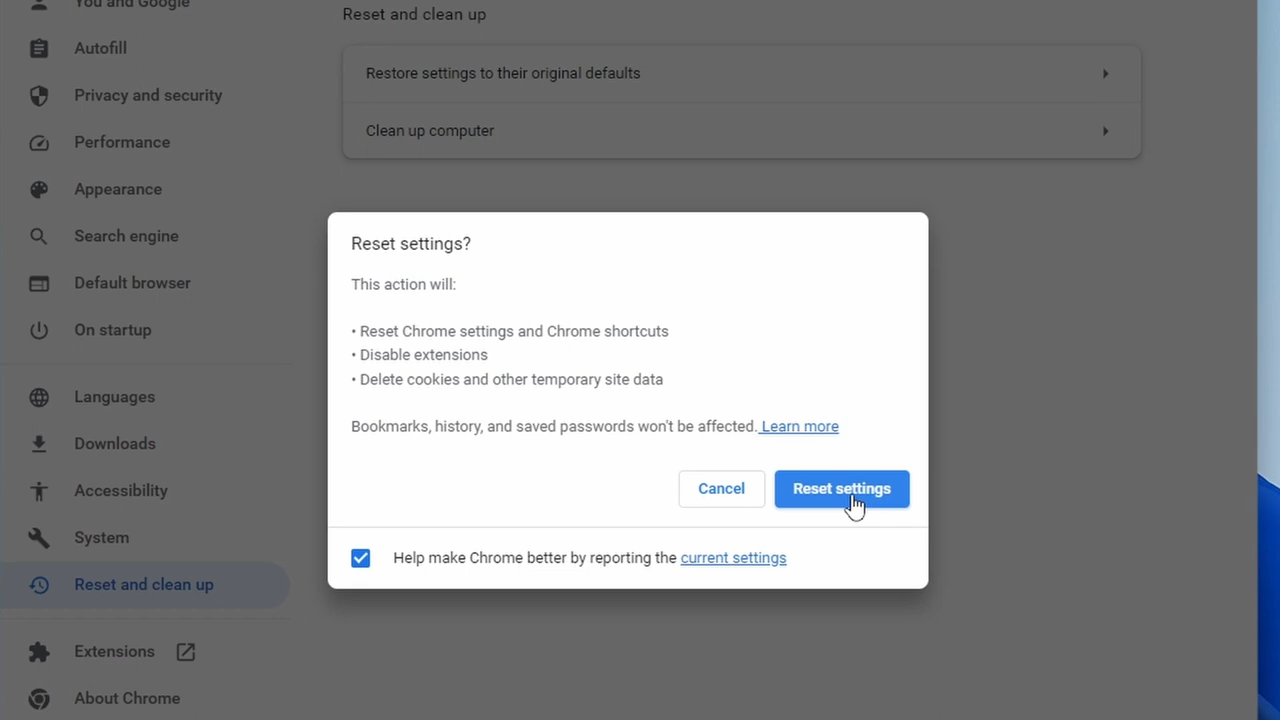 You and Google
Autofill
Privacy and security
Performance
Appearance
Search engine
Default browser
On startup
Languages
Downloads
Accessibility
System
Reset and clean up
Extensions
About Chrome
Reset and clean up
Restore settings to their original defaults
Clean up computer
Reset settings?
This action will:
• Reset Chrome settings and Chrome shortcuts
• Disable extensions
• Delete cookies and other temporary site data
Bookmarks, history, and saved passwords won't be affected. Learn more
Cancel
Reset settings
Help make Chrome better by reporting the current settings